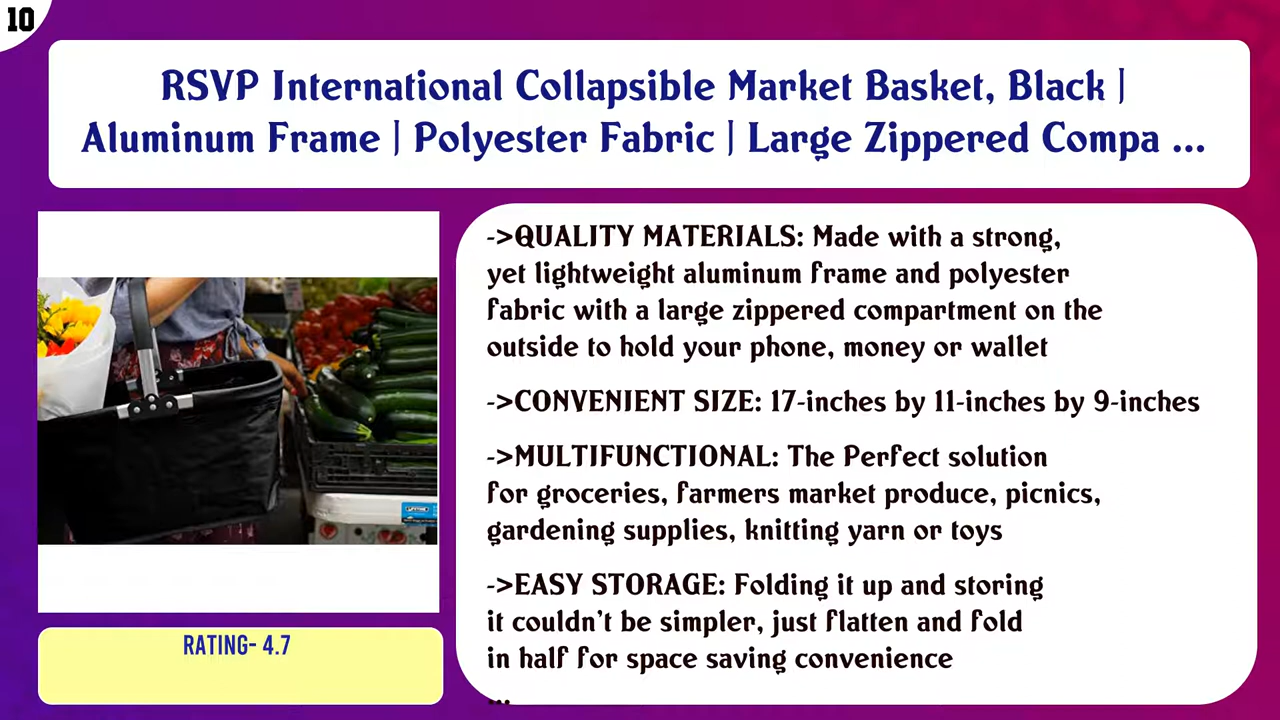 10
RSVP International Collapsible Market Basket, Black |
Aluminum Frame | Polyester Fabric | Large Zippered Compa ...
->QUALITY MATERIALS: Made with a strong,
yet lightweight aluminum frame and polyester
fabric with a large zippered compartment on the
outside to hold your phone, money or wallet
->CONVENIENT SIZE: 17-inches by 11-inches by 9-inches
->MULTIFUNCTIONAL: The Perfect solution
for groceries, farmers market produce, picnics,
gardening supplies, knitting yarn or toys
->EASY STORAGE: Folding it up and storing
it couldn't be simpler, just flatten and fold
in half for space saving convenience
...
RATING- 4.7